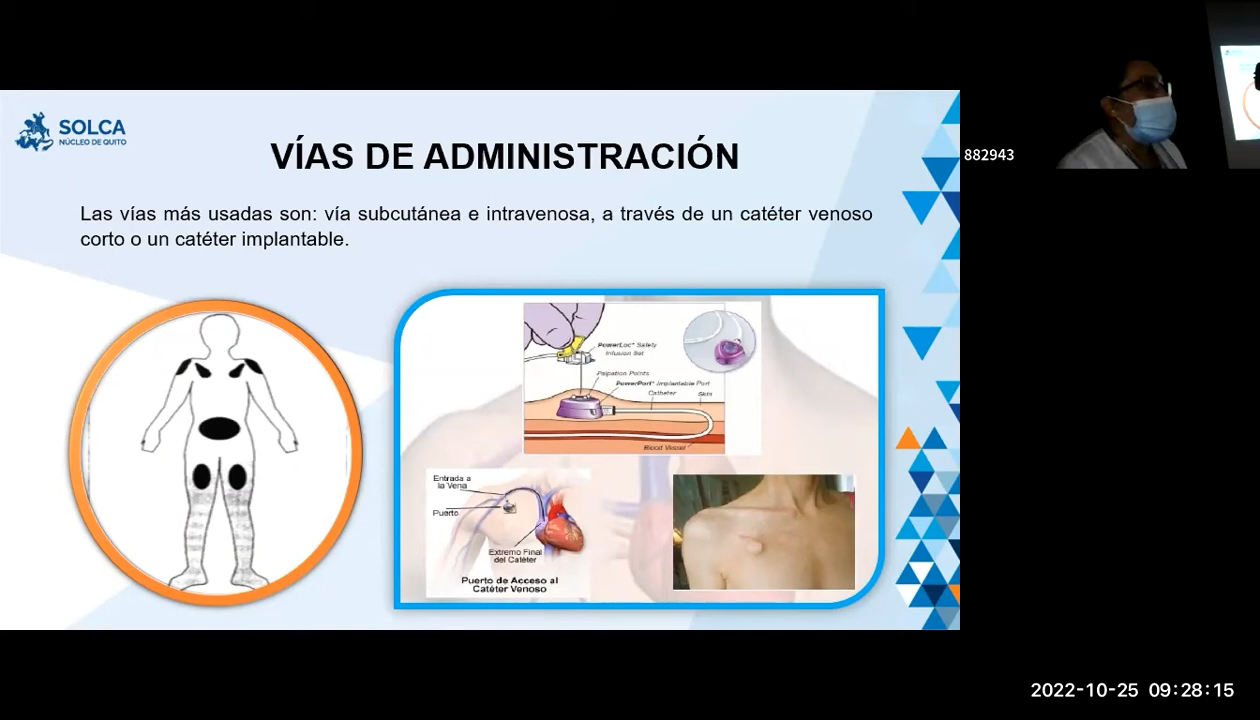 SOLCA
NÚCLEO DE QUITO
VÍAS DE ADMINISTRACIÓN
Las vías más usadas son: vía subcutánea e intravenosa, a través de un catéter venoso
corto o un catéter implantable.
882943
PowerLoc™ Safety
Infusion Set
Palpation Points
PowerPort™ Implantable Port
Catheter
Skin
Blood Vessel
Entrada a
la Vena
Puerto
Extremo Final
del Catéter
Puerto de Acceso al
Catéter Venoso
2022-10-25 09:28:15